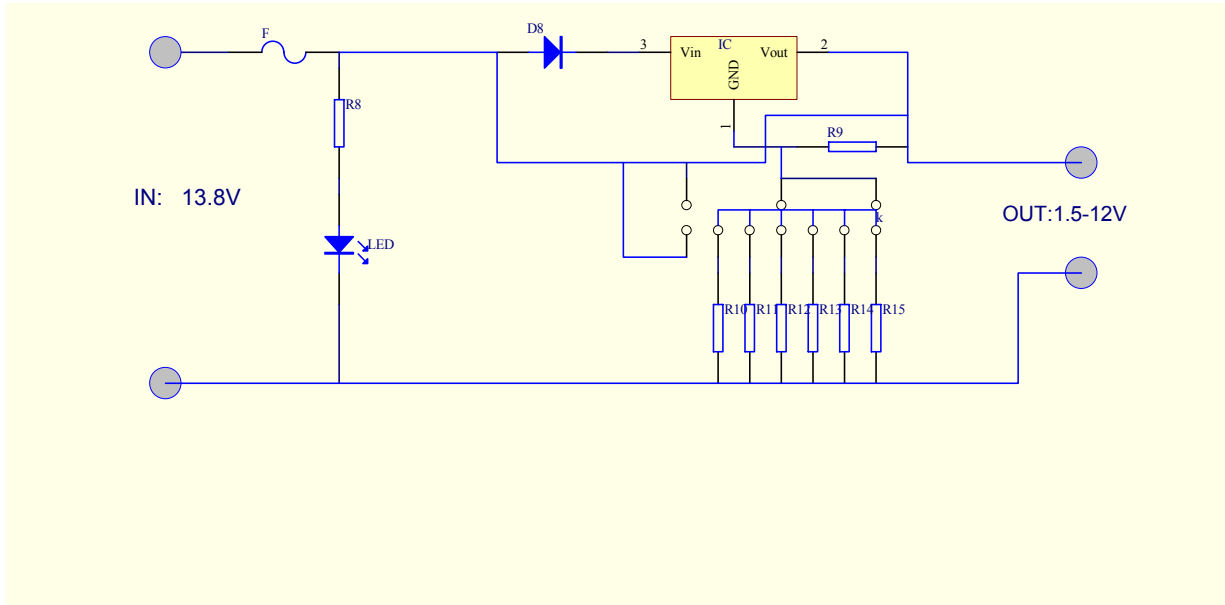 F
D8
3
Vin
IC
Vout
2
GND
1
R8
R9
IN: 13.8V
OUT:1.5-12V
k
LED
R10
R11
R12
R13
R14
R15